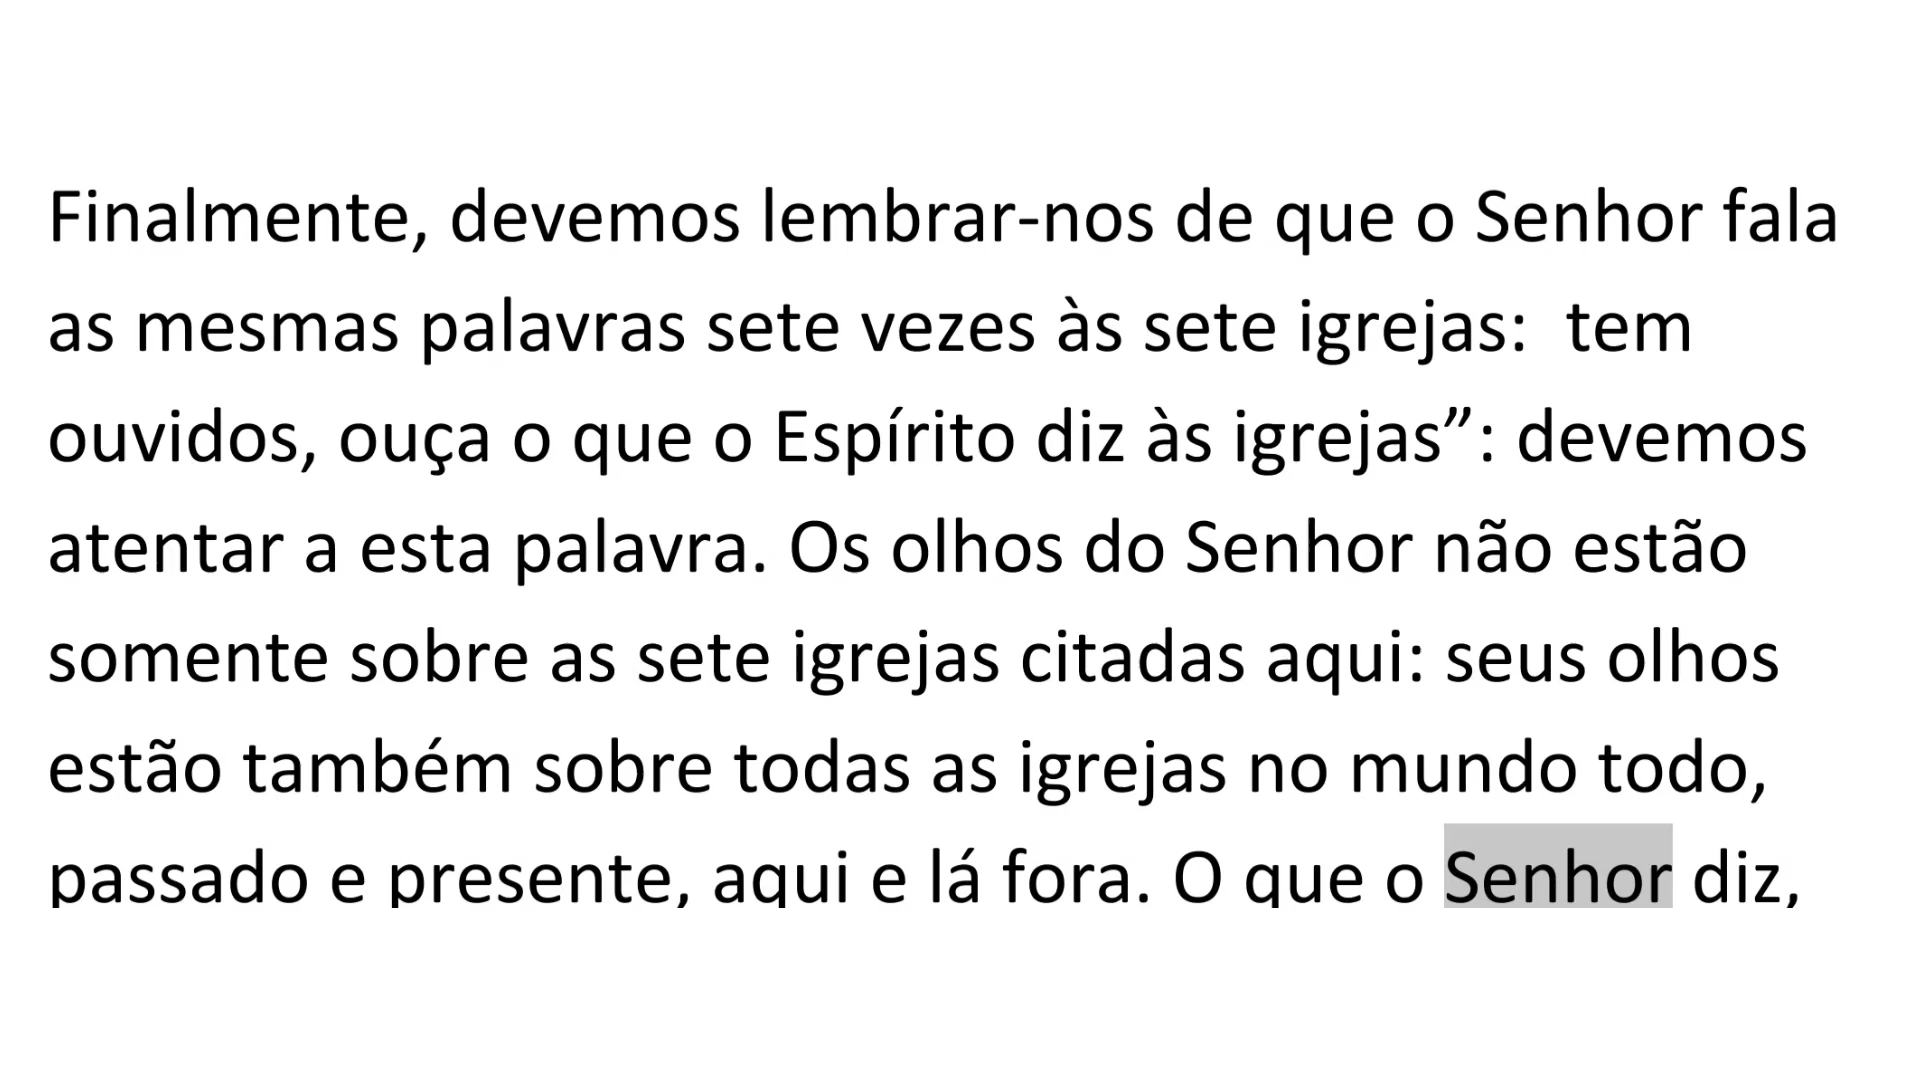 Finalmente, devemos lembrar-nos de que o Senhor fala
as mesmas palavras sete vezes às sete igrejas:  tem
ouvidos, ouça o que o Espírito diz às igrejas”: devemos
atentar a esta palavra. Os olhos do Senhor não estão
somente sobre as sete igrejas citadas aqui: seus olhos
estão também sobre todas as igrejas no mundo todo,
passado e presente, aqui e lá fora. O que o Senhor diz,